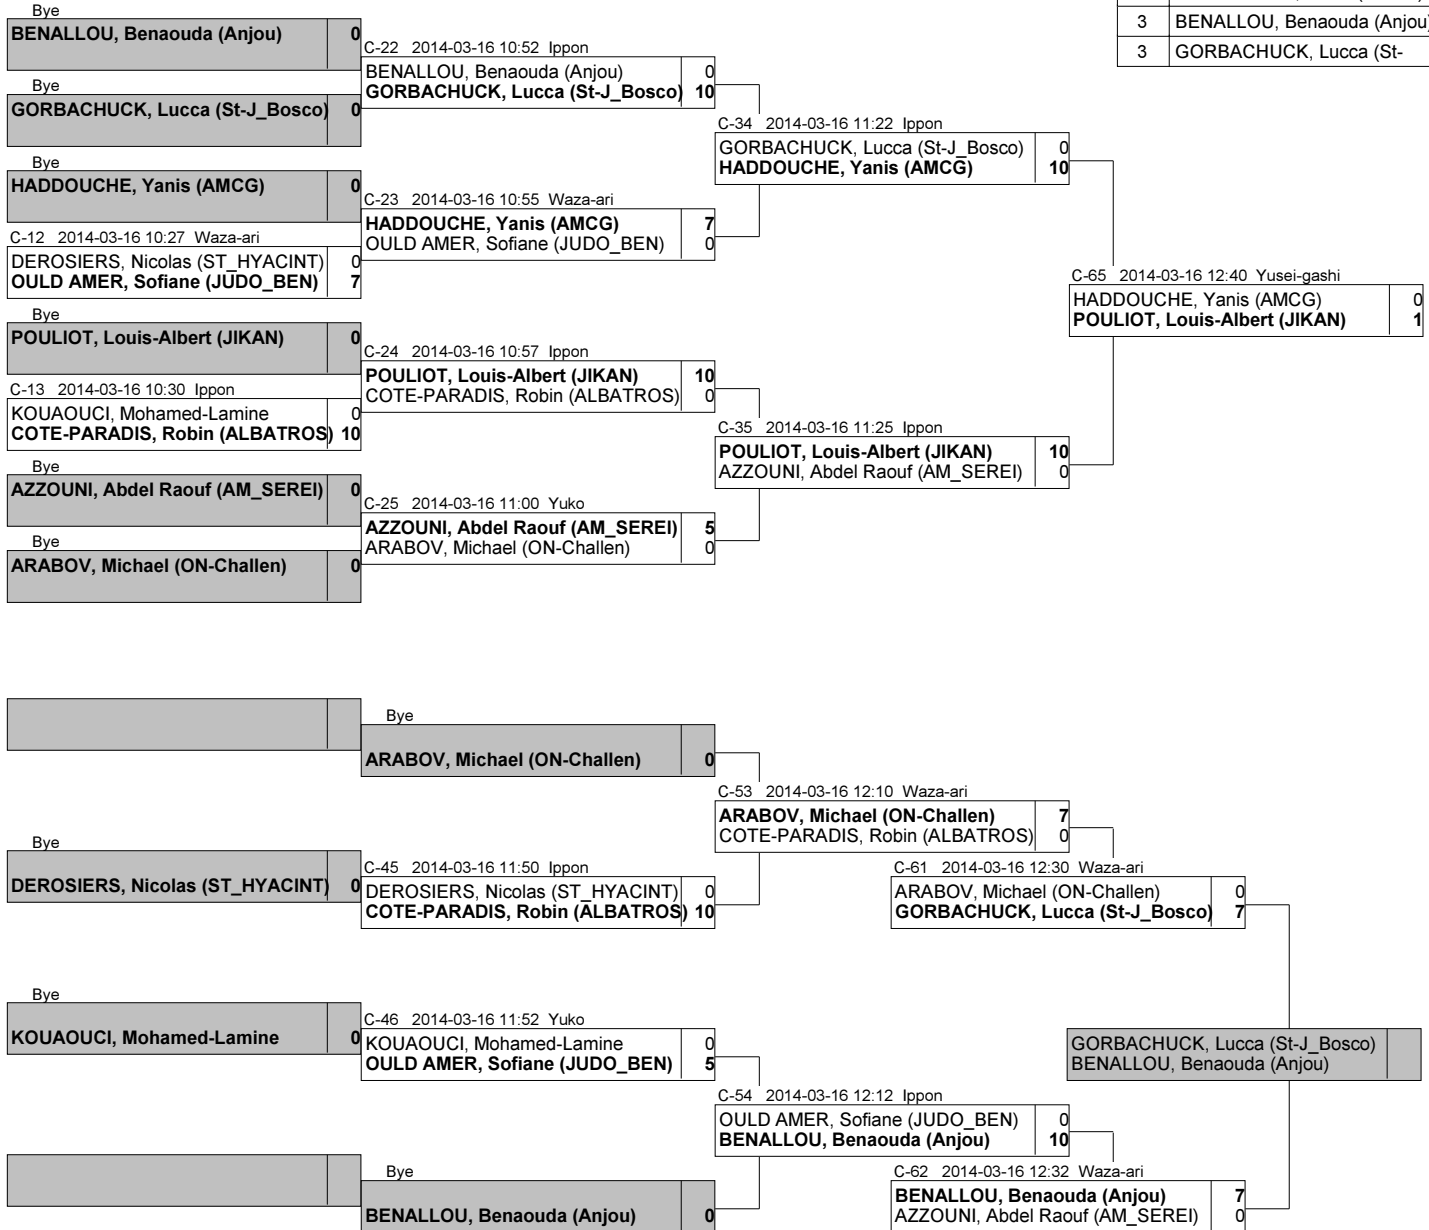 3 BENALLOU, Benaouda (Anjou)
3 GORBACHUCK, Lucca (St-
Bye
BENALLOU, Benaouda (Anjou) 0
Bye
GORBACHUCK, Lucca (St-J_Bosco) 0
Bye
HADDOUCHE, Yanis (AMCG) 0
C-12 2014-03-16 10:27 Waza-ari
DEROSIERS, Nicolas (ST_HYACINT) 0
OULD AMER, Sofiane (JUDO_BEN) 7
Bye
POULIOT, Louis-Albert (JIKAN) 0
C-13 2014-03-16 10:30 Ippon
KOUAOUCI, Mohamed-Lamine 0
COTE-PARADIS, Robin (ALBATROS) 10
Bye
AZZOUNI, Abdel Raouf (AM_SEREI) 0
Bye
ARABOV, Michael (ON-Challen) 0
C-22 2014-03-16 10:52 Ippon
BENALLOU, Benaouda (Anjou) 0
GORBACHUCK, Lucca (St-J_Bosco) 10
C-23 2014-03-16 10:55 Waza-ari
HADDOUCHE, Yanis (AMCG) 7
OULD AMER, Sofiane (JUDO_BEN) 0
C-24 2014-03-16 10:57 Ippon
POULIOT, Louis-Albert (JIKAN) 10
COTE-PARADIS, Robin (ALBATROS) 0
C-25 2014-03-16 11:00 Yuko
AZZOUNI, Abdel Raouf (AM_SEREI) 5
ARABOV, Michael (ON-Challen) 0
C-34 2014-03-16 11:22 Ippon
GORBACHUCK, Lucca (St-J_Bosco) 0
HADDOUCHE, Yanis (AMCG) 10
C-35 2014-03-16 11:25 Ippon
POULIOT, Louis-Albert (JIKAN) 10
AZZOUNI, Abdel Raouf (AM_SEREI) 0
C-65 2014-03-16 12:40 Yusei-gashi
HADDOUCHE, Yanis (AMCG) 0
POULIOT, Louis-Albert (JIKAN) 1
Bye
DEROSIERS, Nicolas (ST_HYACINT) 0
Bye
KOUAOUCI, Mohamed-Lamine 0
Bye
ARABOV, Michael (ON-Challen) 0
C-45 2014-03-16 11:50 Ippon
DEROSIERS, Nicolas (ST_HYACINT) 0
COTE-PARADIS, Robin (ALBATROS) 10
C-46 2014-03-16 11:52 Yuko
KOUAOUCI, Mohamed-Lamine 0
OULD AMER, Sofiane (JUDO_BEN) 5
Bye
BENALLOU, Benaouda (Anjou) 0
C-53 2014-03-16 12:10 Waza-ari
ARABOV, Michael (ON-Challen) 7
COTE-PARADIS, Robin (ALBATROS) 0
C-54 2014-03-16 12:12 Ippon
OULD AMER, Sofiane (JUDO_BEN) 0
BENALLOU, Benaouda (Anjou) 10
C-61 2014-03-16 12:30 Waza-ari
ARABOV, Michael (ON-Challen) 0
GORBACHUCK, Lucca (St-J_Bosco) 7
C-62 2014-03-16 12:32 Waza-ari
BENALLOU, Benaouda (Anjou) 7
AZZOUNI, Abdel Raouf (AM_SEREI) 0
GORBACHUCK, Lucca (St-J_Bosco)
BENALLOU, Benaouda (Anjou)